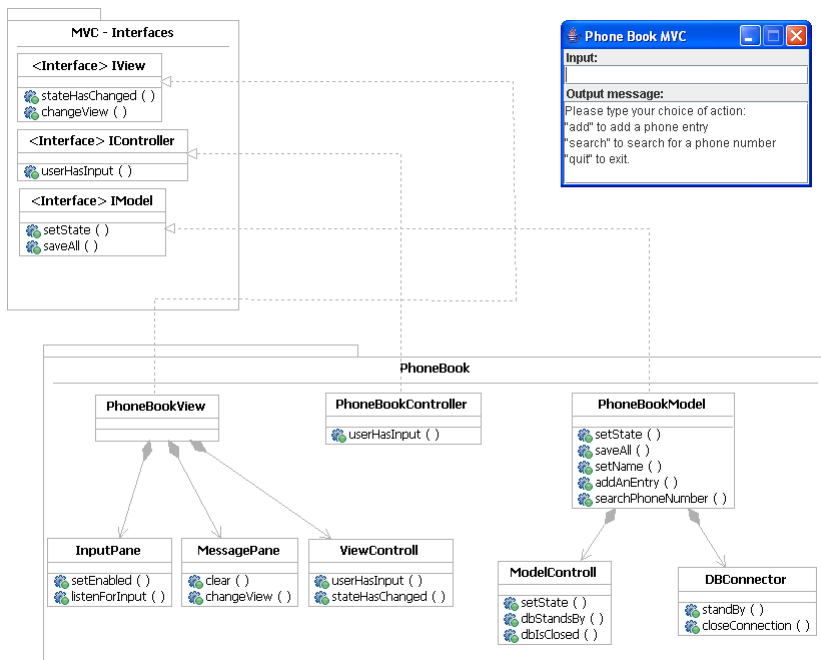 MVC - Interfaces
<Interface> IView
stateHasChanged ( )
changeView ( )
<Interface> IController
userHasInput ( )
<Interface> IModel
setState ( )
saveAll ( )
Phone Book MVC
Input:
Output message:
Please type your choice of action:
"add" to add a phone entry
"search" to search for a phone number
"quit" to exit.
PhoneBook
PhoneBookView
PhoneBookController
userHasInput ( )
PhoneBookModel
setState ( )
saveAll ( )
setName ( )
addAnEntry ( )
searchPhoneNumber ( )
InputPane
setEnabled ( )
listenForInput ( )
MessagePane
clear ( )
changeView ( )
ViewControll
userHasInput ( )
stateHasChanged ( )
ModelControll
setState ( )
dbStandsBy ( )
dbIsClosed ( )
DBConnector
standBy ( )
closeConnection ( )